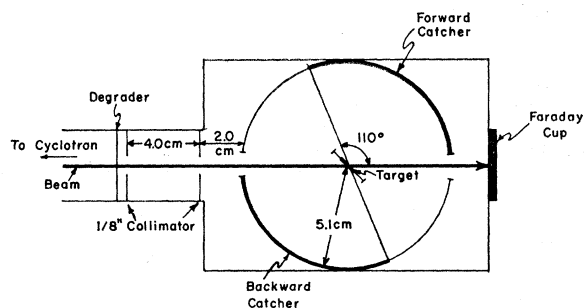 Forward
Catcher
Degrader
To Cyclotron
4.0cm
2.0
cm
110°
Faraday
Cup
Beam
Target
1/8" Collimator
5.1cm
Backward
Catcher